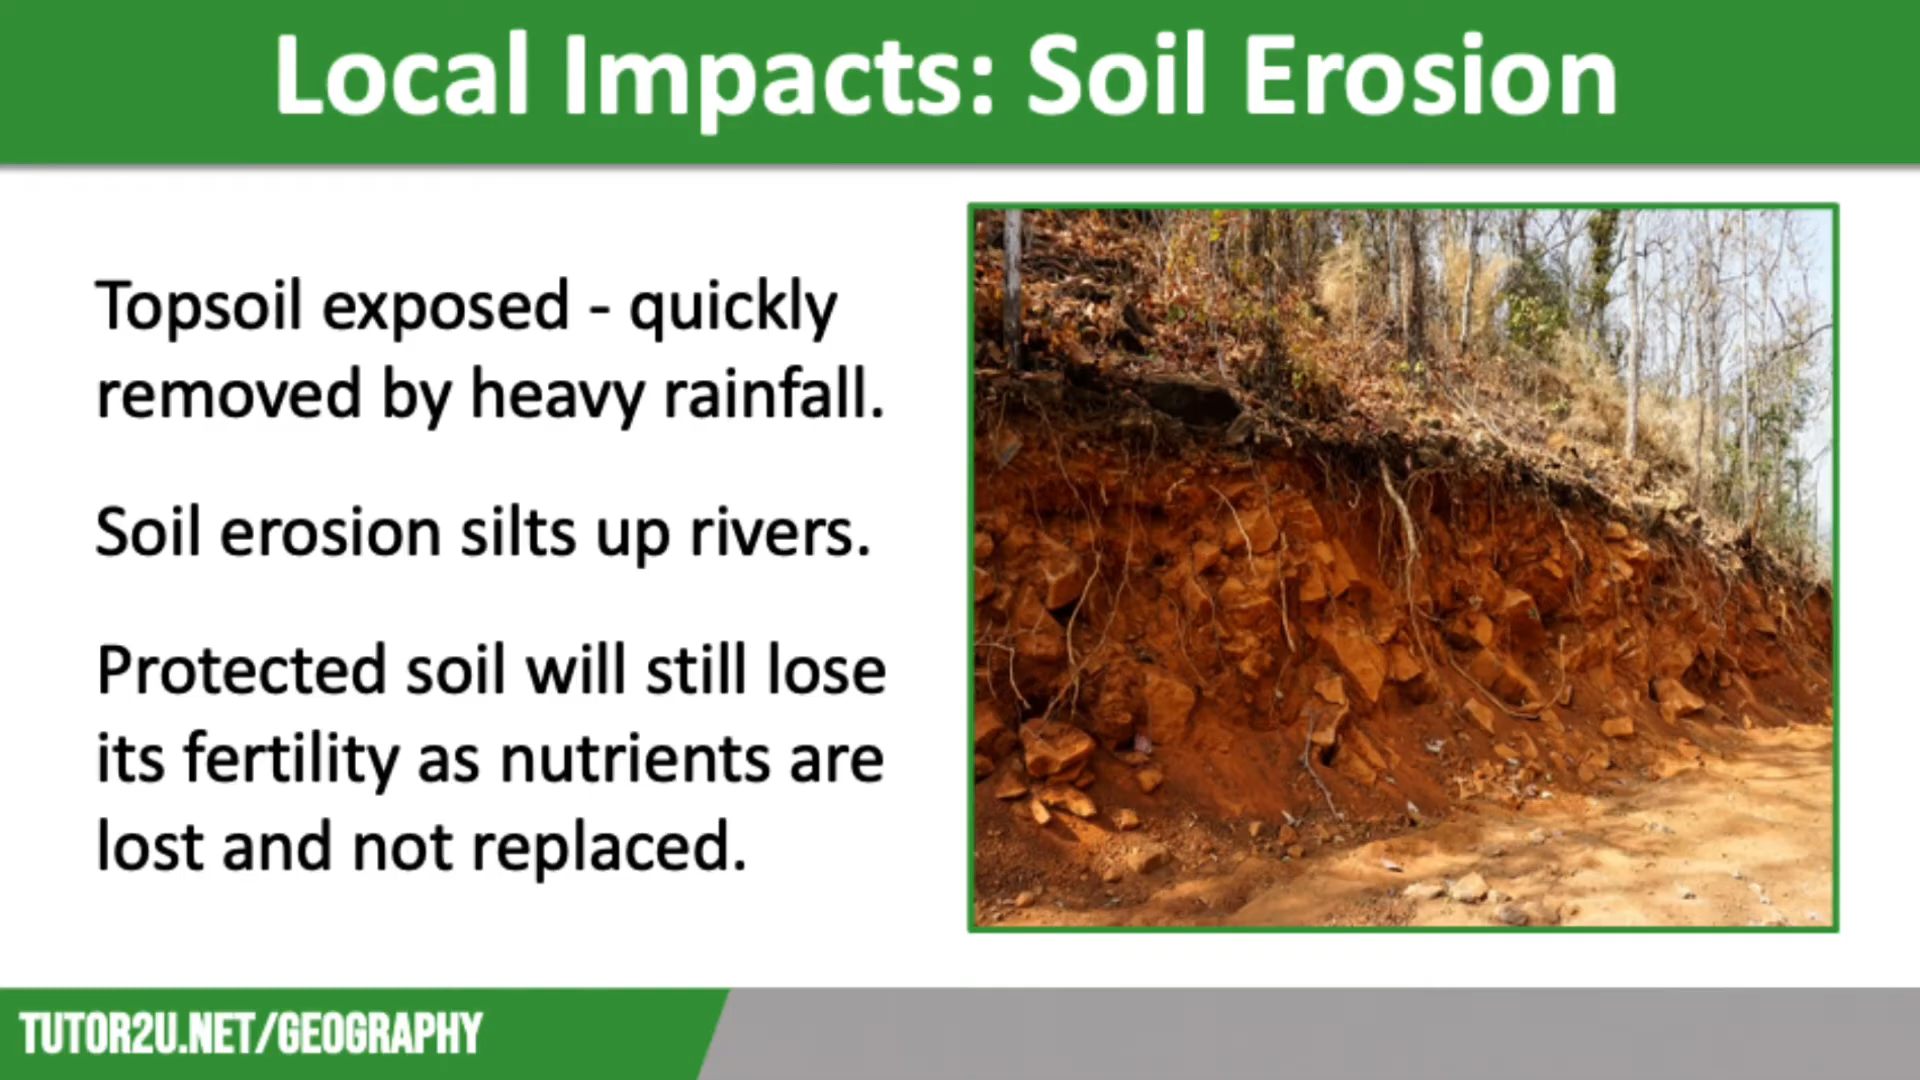 Local Impacts: Soil Erosion
Topsoil exposed - quickly
removed by heavy rainfall.
Soil erosion silts up rivers.
Protected soil will still lose
its fertility as nutrients are
lost and not replaced.
TUTOR2U.NET/GEOGRAPHY